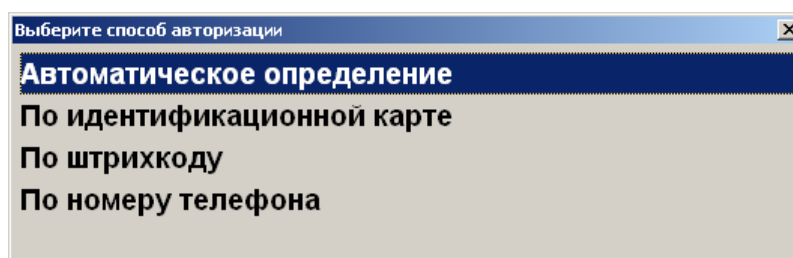 Выберите способ авторизации
Автоматическое определение
По идентификационной карте
По штрихкоду
По номеру телефона